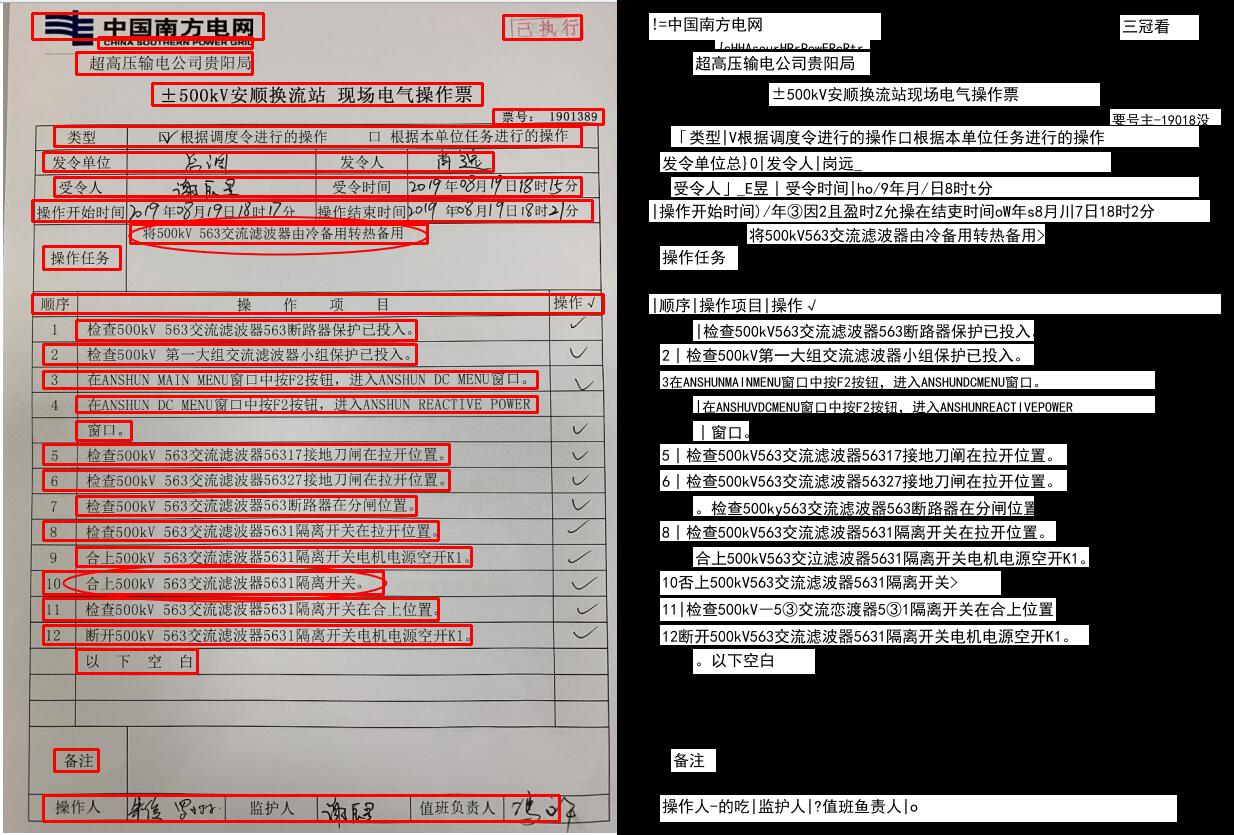 中国南方电网
CHINA SOUTHERN POWER GRID
已执行
超高压输电公司贵阳局
±500kV安顺换流站 现场电气操作票
票号: 1901389
类型 ☑根据调度令进行的操作 □ 根据本单位任务进行的操作
发令单位 总调 发令人
受令人 受令时间 2019年08月19日18时15分
操作开始时间 2019年08月19日18时17分 操作结束时间 2019年08月19日18时21分
将500kV 563交流滤波器由冷备用转热备用
操作任务
顺序 操 作 项 目 操作√
1 检查500kV 563交流滤波器563断路器保护已投入。 ✓
2 检查500kV 第一大组交流滤波器小组保护已投入。 ✓
3 在ANSHUN MAIN MENU窗口中按F2按钮，进入ANSHUN DC MENU窗口。 ✓
4 在ANSHUN DC MENU窗口中按F2按钮，进入ANSHUN REACTIVE POWER
窗口。 ✓
5 检查500kV 563交流滤波器56317接地刀闸在拉开位置。 ✓
6 检查500kV 563交流滤波器56327接地刀闸在拉开位置。 ✓
7 检查500kV 563交流滤波器563断路器在分闸位置。 ✓
8 检查500kV 563交流滤波器5631隔离开关在拉开位置。 ✓
9 合上500kV 563交流滤波器5631隔离开关电机电源空开K1。 ✓
10 合上500kV 563交流滤波器5631隔离开关。 ✓
11 检查500kV 563交流滤波器5631隔离开关在合上位置。 ✓
12 断开500kV 563交流滤波器5631隔离开关电机电源空开K1。 ✓
以 下 空 白
备注
操作人 监护人 值班负责人
!=中国南方电网
三冠看
超高压输电公司贵阳局
±500kV安顺换流站现场电气操作票
要号主-19018没
「类型|V根据调度令进行的操作口根据本单位任务进行的操作
发令单位总}0|发令人|岗远_
受令人」_E昱|受令时间|ho/9年月/日8时t分
|操作开始时间)/年③因2且盈时Z允操在结束时间oW年s8月川7日18时2分
将500kV563交流滤波器由冷备用转热备用>
操作任务
|顺序|操作项目|操作√
|检查500kV563交流滤波器563断路器保护已投入.
2|检查500kV第一大组交流滤波器小组保护已投入。
3在ANSHUNMAINMENU窗口中按F2按钮，进入ANSHUNDCMENU窗口。
|在ANSHUVDCMENU窗口中按F2按钮，进入ANSHUNREACTIVEPOWER
|窗口。
5|检查500kV563交流滤波器56317接地刀阐在拉开位置。
6|检查500kV563交流滤波器56327接地刀闸在拉开位置。
。检查500ky563交流滤波器563断路器在分闸位置
8|检查500kV563交流滤波器5631隔离开关在拉开位置。
合上500kV563交泣滤波器5631隔离开关电机电源空开K1。
10否上500kV563交流滤波器5631隔离开关>
11|检查500kV一5③交流恋渡器5③1隔离开关在合上位置
12断开500kV563交流滤波器5631隔离开关电机电源空开K1。
。以下空白
备注
操作人-的吃|监护人|?值班鱼责人|o